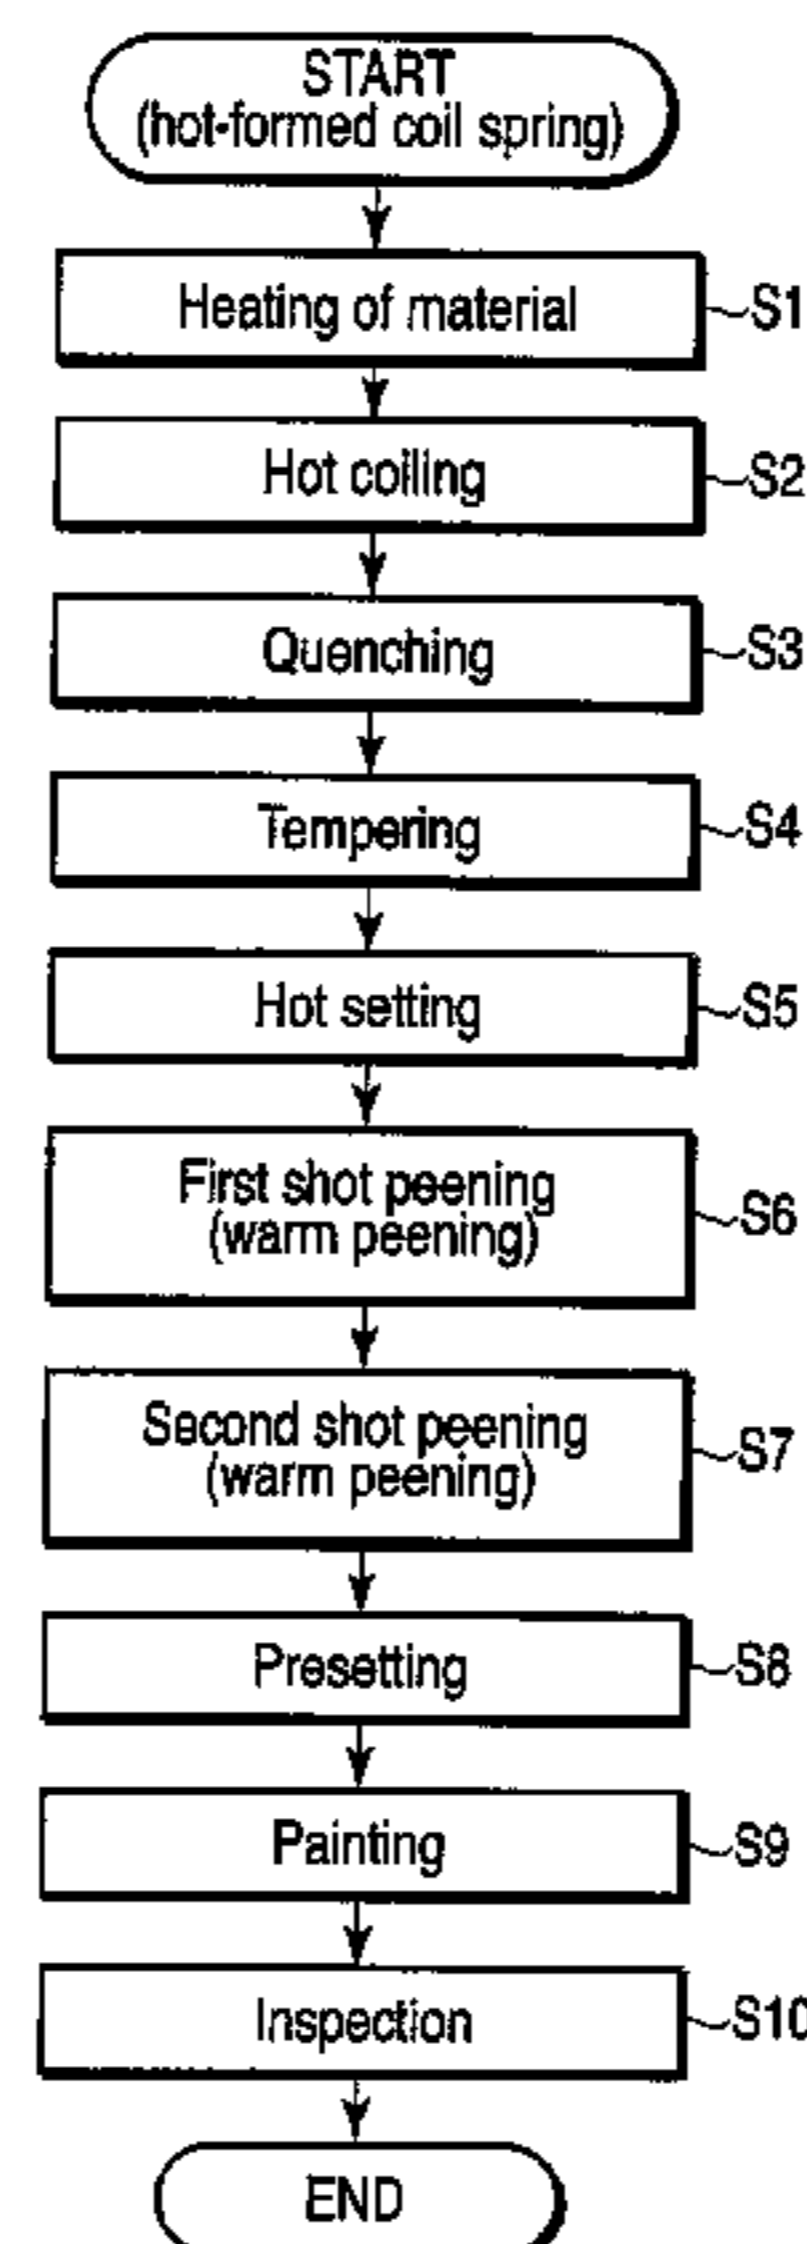 START
(hot-formed coil spring)
Heating of material
S1
Hot coiling
S2
Quenching
S3
Tempering
S4
Hot setting
S5
First shot peening
(warm peening)
S6
Second shot peening
(warm peening)
S7
Presetting
S8
Painting
S9
Inspection
S10
END